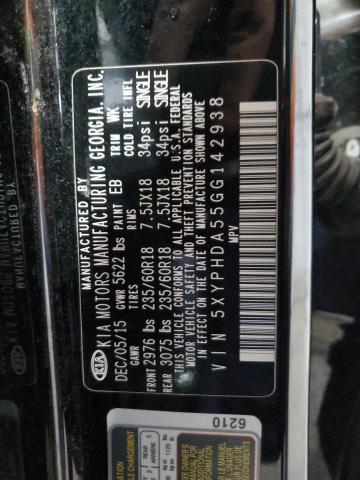 MANUFACTURED BY
KIA KIA MOTORS MANUFACTURING GEORGIA, INC.
DEC/05/15 GVWR 5622 lbs PAINT EB TRIM WK
GAWR TIRES RIMS COLD TIRE INFL
FRONT 2976 lbs 235/60R18 7.5JX18 34psi SINGLE
REAR 3075 lbs 235/60R18 7.5JX18 34psi SINGLE
THIS VEHICLE CONFORMS TO ALL APPLICABLE U.S.A. FEDERAL
MOTOR VEHICLE SAFETY AND THEFT PREVENTION STANDARDS
IN EFFECT ON THE DATE OF MANUFACTURE SHOWN ABOVE
VIN 5XYPHDA55GG142938
MPV
6210